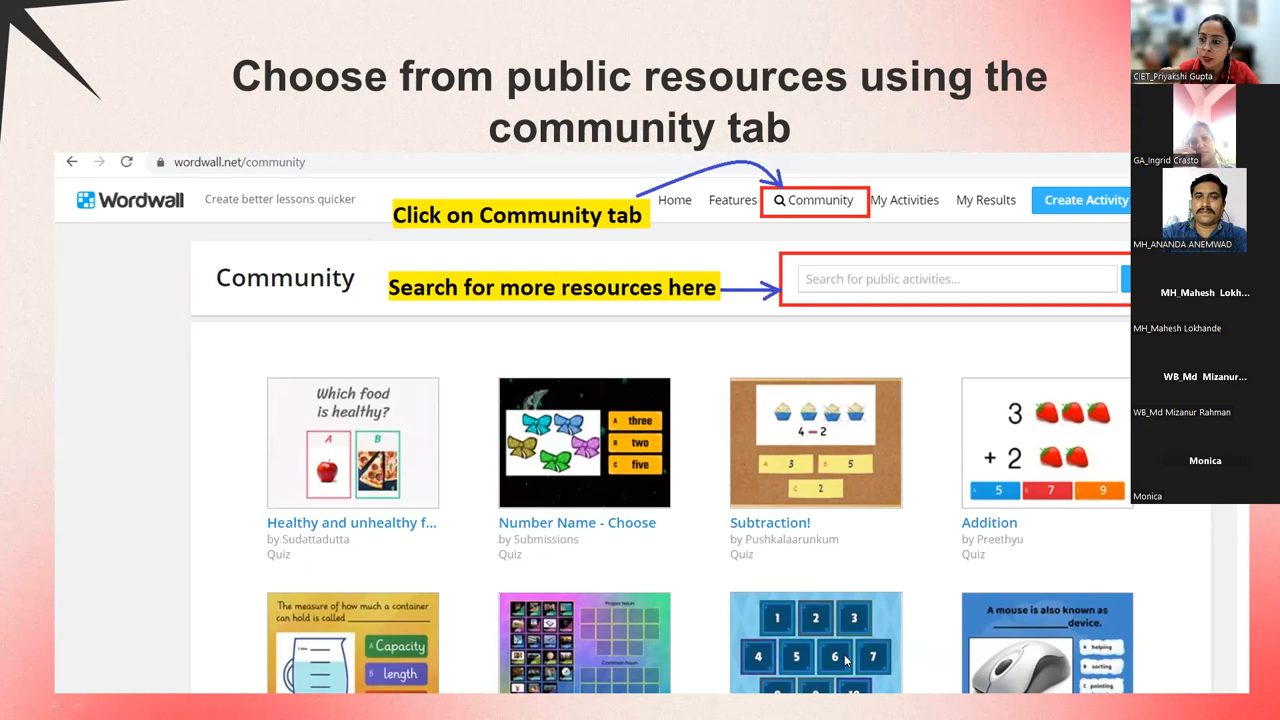 Choose from public resources using the
community tab
wordwall.net/community
Wordwall
Create better lessons quicker
Click on Community tab
Home
Features
Community
My Activities
My Results
Create Activity
Community
Search for more resources here
Search for public activities...
Which food
is healthy?
A
B
A three
B two
C five
4 − 2
A 3
B 5
C 2
3
+ 2
5
7
9
Healthy and unhealthy f...
by Sudattadutta
Quiz
Number Name - Choose
by Submissions
Quiz
Subtraction!
by Pushkalaarunkum
Quiz
Addition
by Preethyu
Quiz
The measure of how much a container
can hold is called
A Capacity
B length
Proper Noun
Common Noun
1
2
3
4
5
6
7
A mouse is also known as
device.
A helping
B sorting
C pointing
CIET_Priyakshi Gupta
GA_Ingrid Crasto
MH_ANANDA ANEMWAD
MH_Mahesh Lokh...
MH_Mahesh Lokhande
WB_Md Mizanur...
WB_Md Mizanur Rahman
Monica
Monica